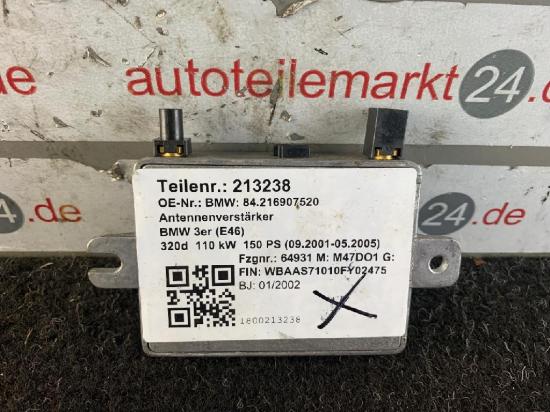 autoteilemarkt24.de
.de
24.de
Teilenr.: 213238
OE-Nr.: BMW: 84.216907520
Antennenverstärker
BMW 3er (E46)
320d 110 kW 150 PS (09.2001-05.2005)
Fzgnr.: 64931 M: M47DO1 G:
FIN: WBAAS71010FY02475
BJ: 01/2002
1800213238